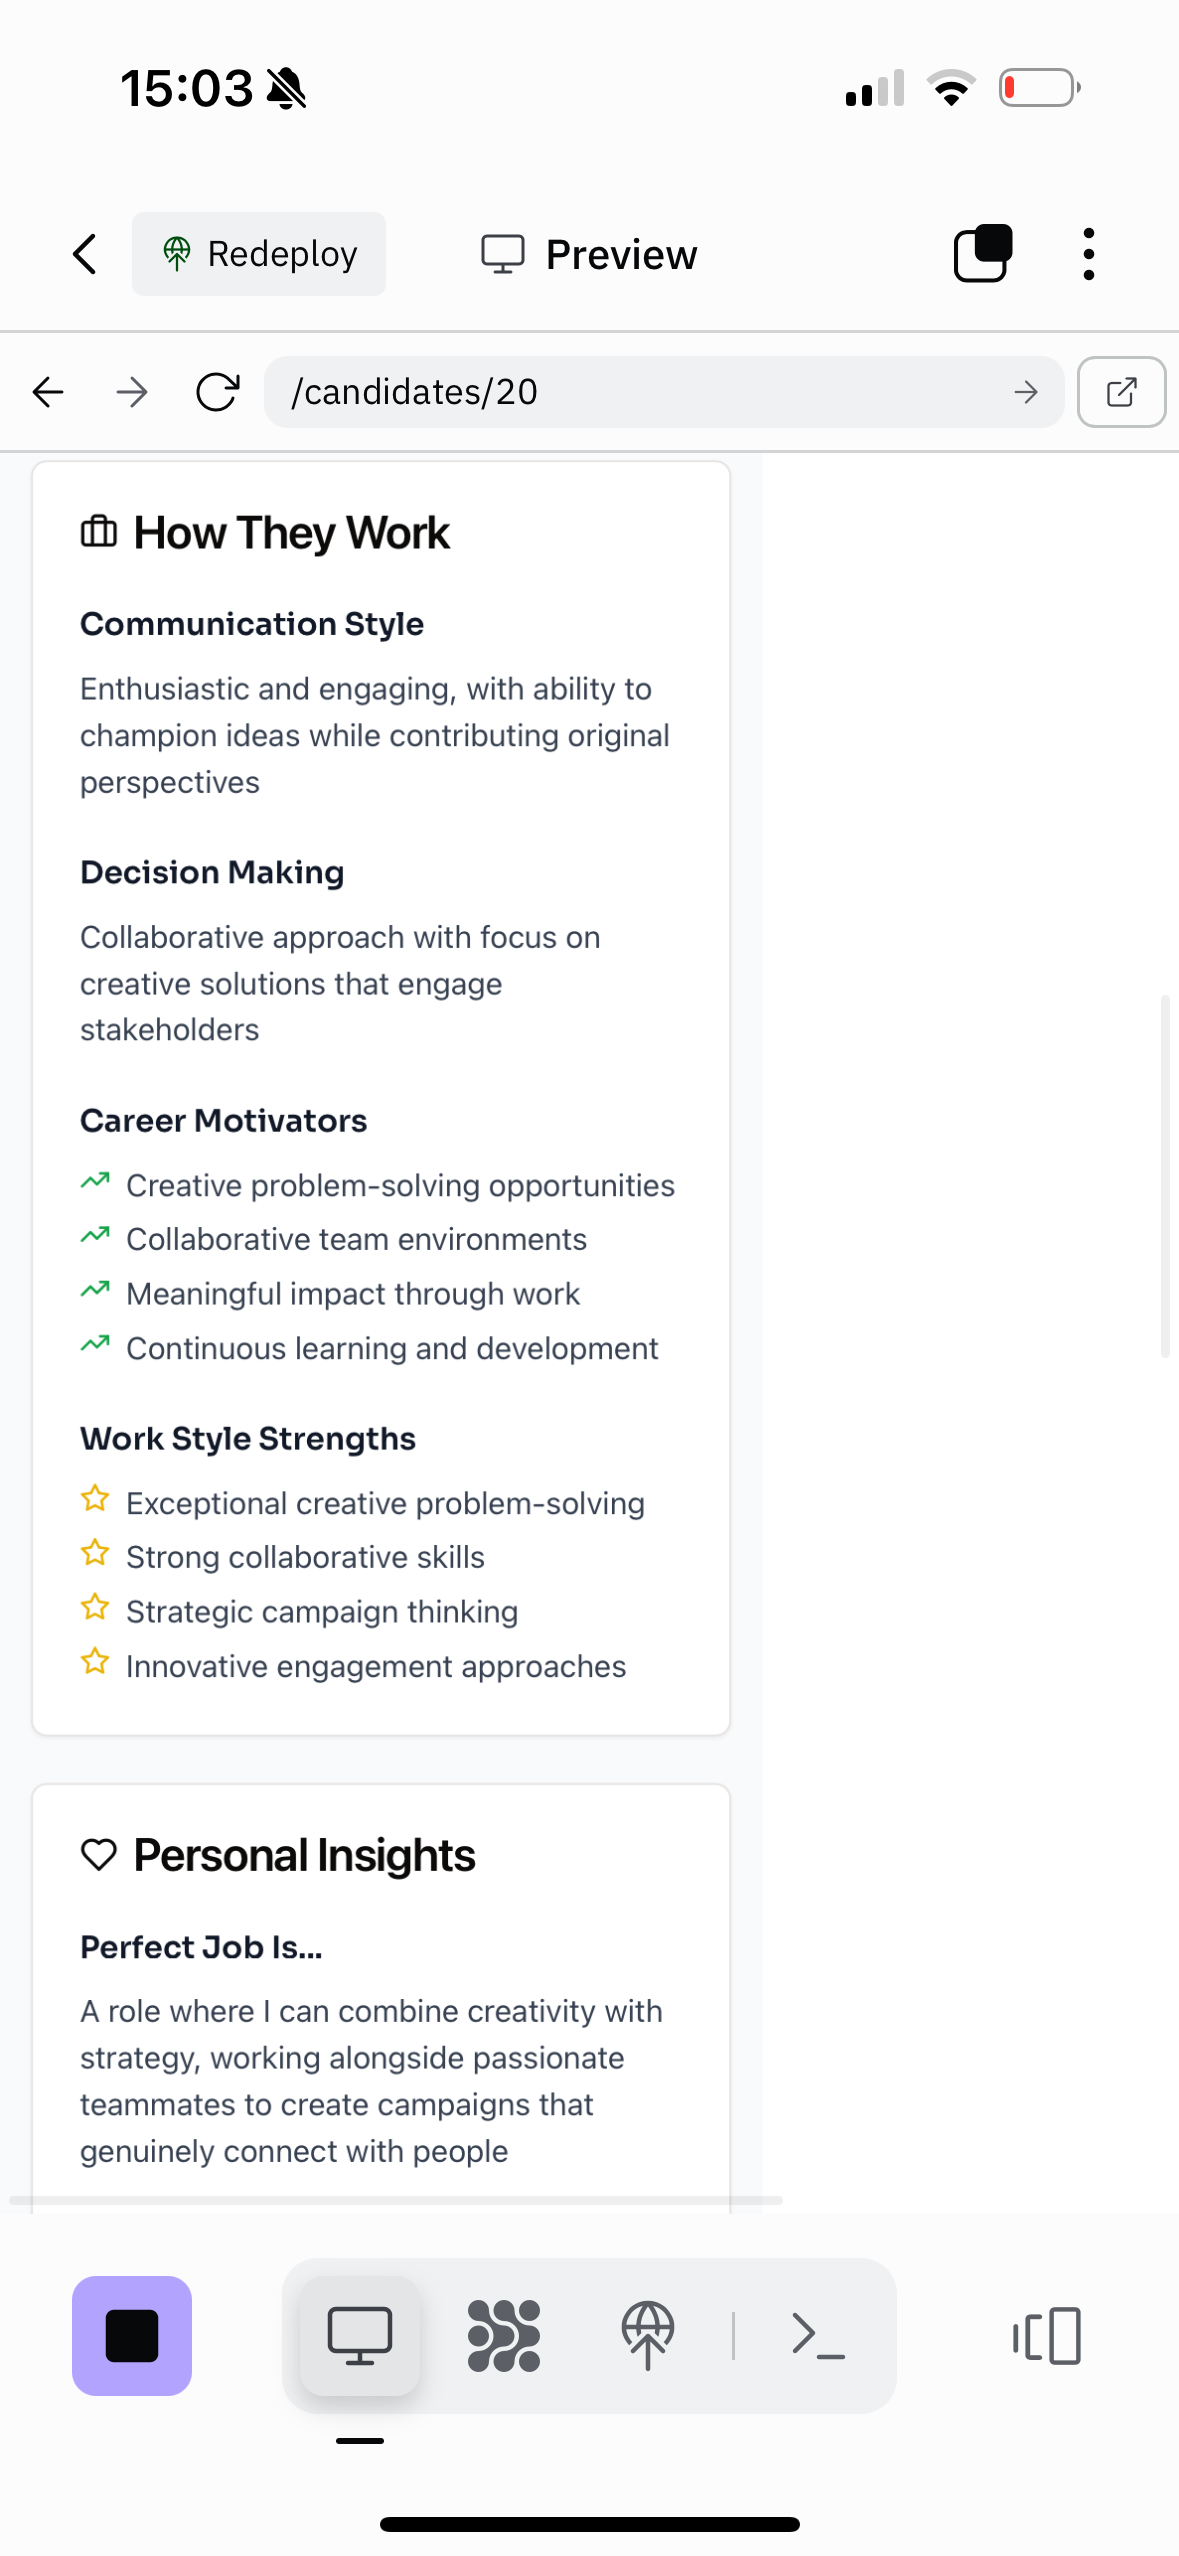 15:03
Redeploy
Preview
/candidates/20
How They Work
Communication Style
Enthusiastic and engaging, with ability to
champion ideas while contributing original
perspectives
Decision Making
Collaborative approach with focus on
creative solutions that engage
stakeholders
Career Motivators
Creative problem-solving opportunities
Collaborative team environments
Meaningful impact through work
Continuous learning and development
Work Style Strengths
Exceptional creative problem-solving
Strong collaborative skills
Strategic campaign thinking
Innovative engagement approaches
Personal Insights
Perfect Job Is...
A role where I can combine creativity with
strategy, working alongside passionate
teammates to create campaigns that
genuinely connect with people